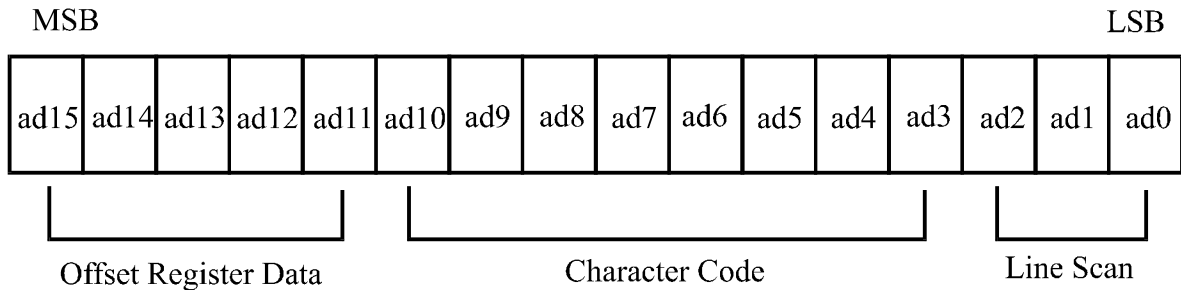 MSB LSB
ad15 ad14 ad13 ad12 ad11 ad10 ad9 ad8 ad7 ad6 ad5 ad4 ad3 ad2 ad1 ad0
Offset Register Data Character Code Line Scan